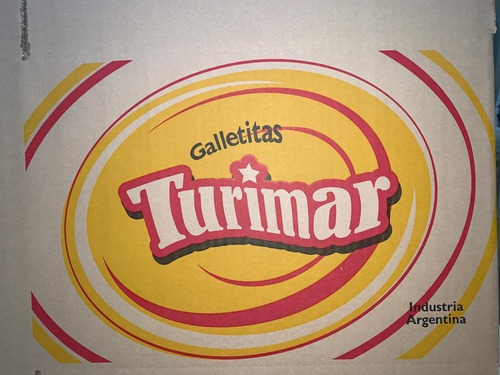 Galletitas
Turimar
Industria
Argentina